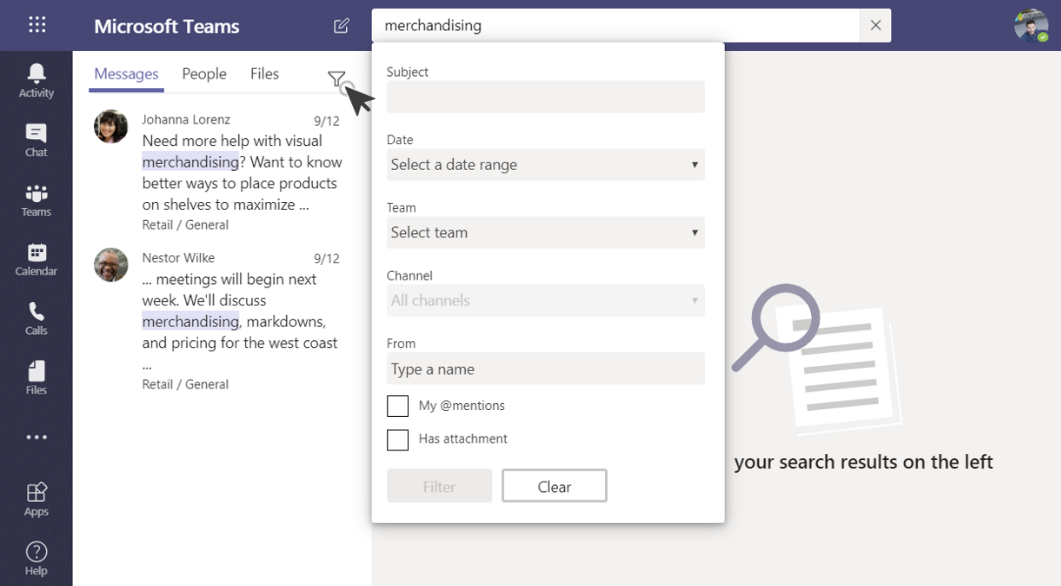 Microsoft Teams
merchandising
Activity
Chat
Teams
Calendar
Calls
Files
Apps
Help
Messages People Files
Johanna Lorenz 9/12
Need more help with visual
merchandising? Want to know
better ways to place products
on shelves to maximize ...
Retail / General
Nestor Wilke 9/12
... meetings will begin next
week. We'll discuss
merchandising, markdowns,
and pricing for the west coast
...
Retail / General
Subject
Date
Select a date range
Team
Select team
Channel
All channels
From
Type a name
My @mentions
Has attachment
Filter Clear
your search results on the left